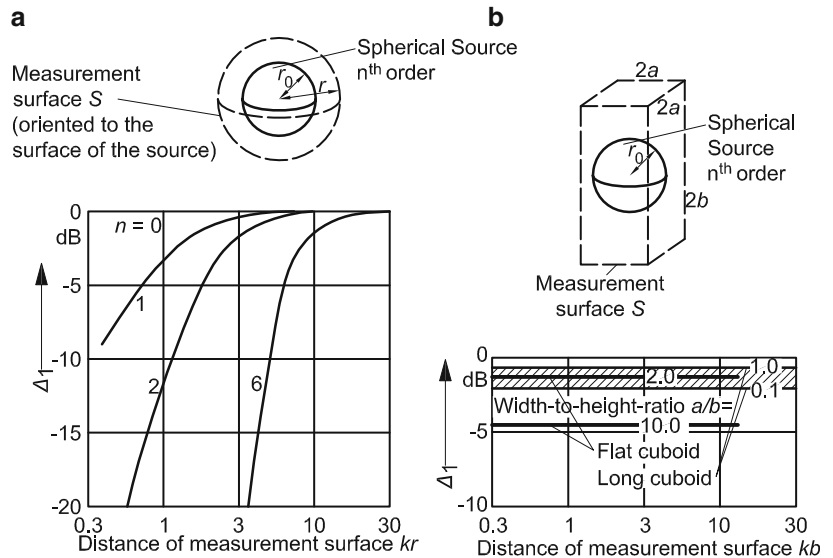 a
Spherical Source
nth order
r0
r
Measurement
surface S
(oriented to the
surface of the source)
0
dB
-5
-10
-15
-20
Δ1
n = 0
1
2
6
0.3
1
3
10
30
Distance of measurement surface kr
b
2a
2a
Spherical
Source
nth order
r0
2b
Measurement
surface S
0
dB
-5
-10
Δ1
1.0
2.0
0.1
Width-to-height-ratio a/b=
10.0
Flat cuboid
Long cuboid
0.3
1
3
10
30
Distance of measurement surface kb